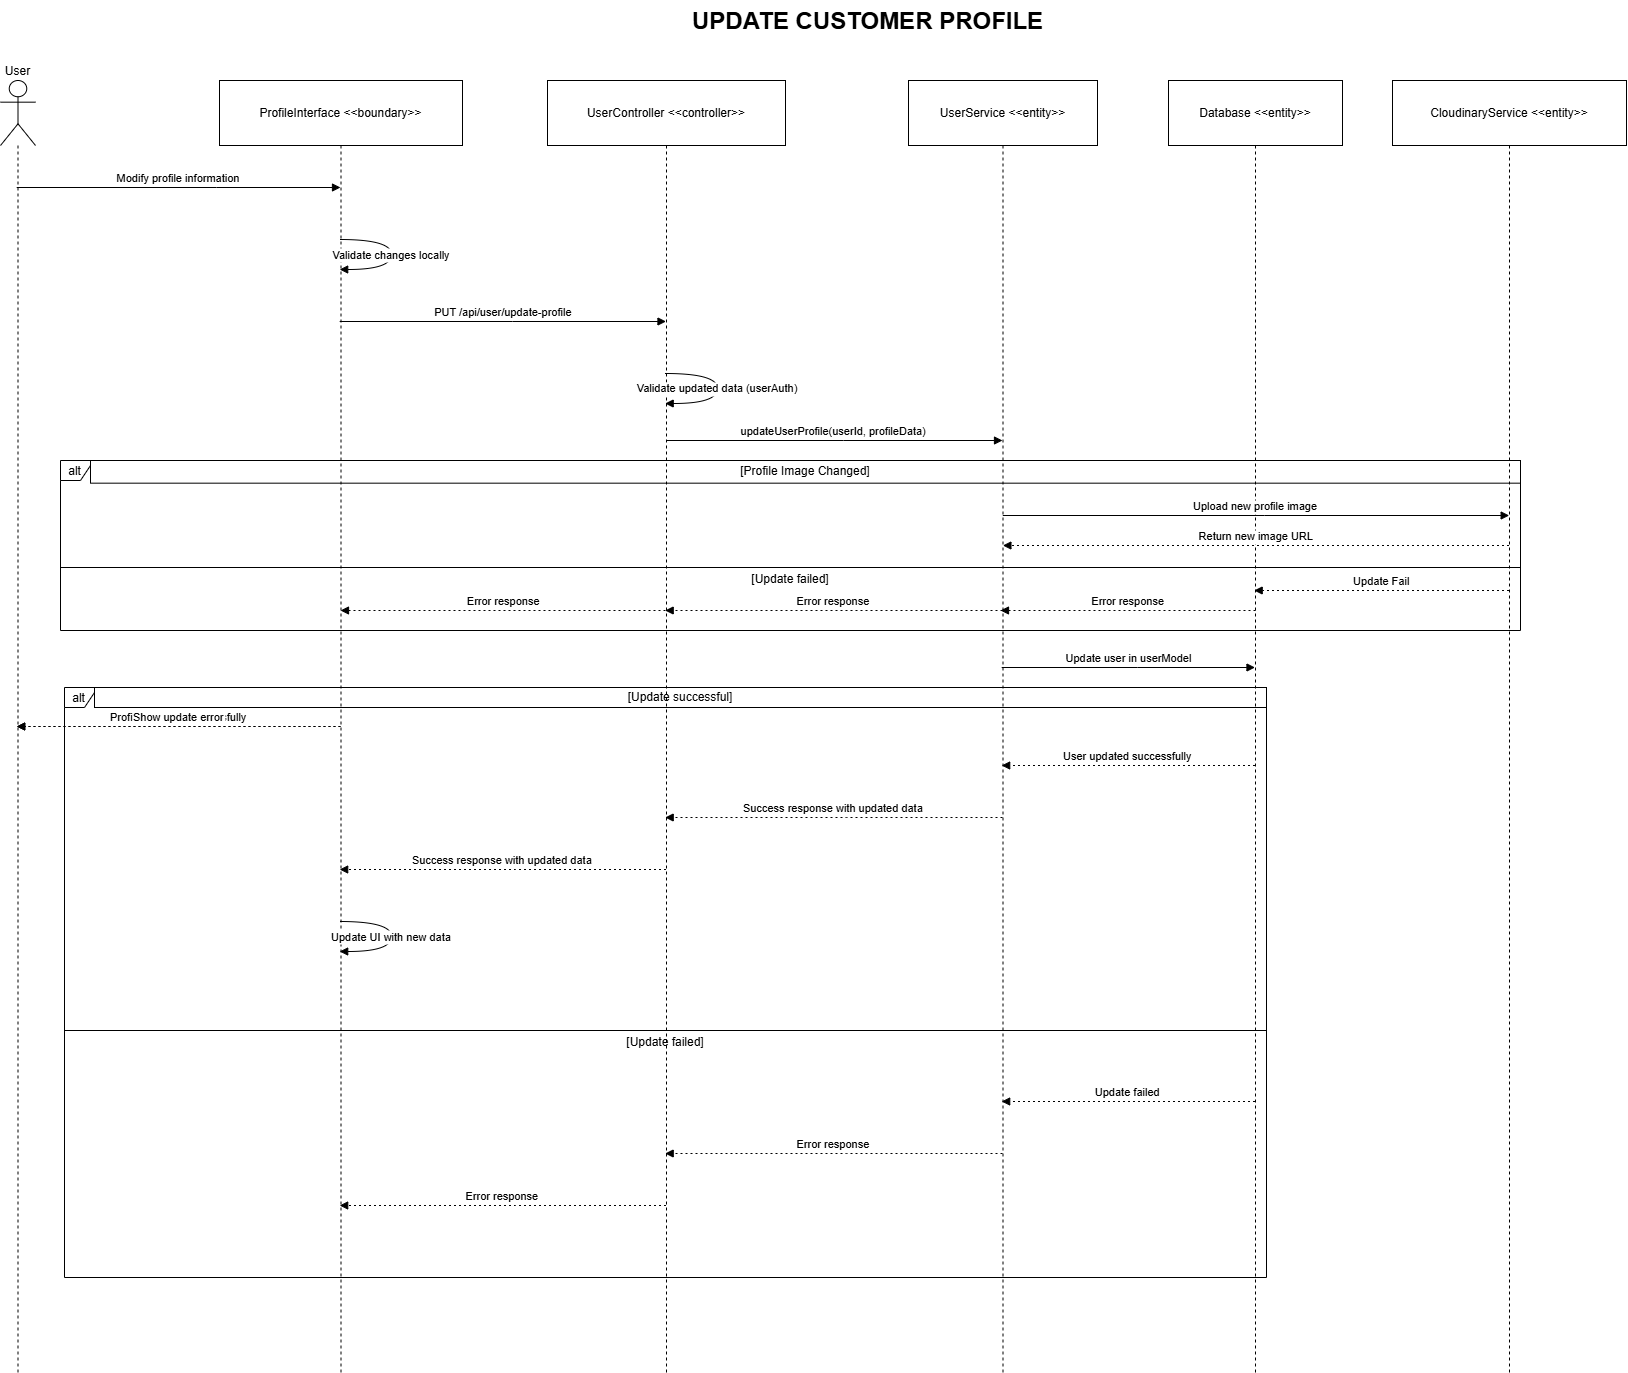 UPDATE CUSTOMER PROFILE
User
ProfileInterface <<boundary>>
UserController <<controller>>
UserService <<entity>>
Database <<entity>>
CloudinaryService <<entity>>
Modify profile information
Validate changes locally
PUT /api/user/update-profile
Validate updated data (userAuth)
updateUserProfile(userId, profileData)
alt
[Profile Image Changed]
Upload new profile image
Return new image URL
[Update failed]
Update Fail
Error response
Error response
Error response
Update user in userModel
alt
[Update successful]
Show update error
User updated successfully
Success response with updated data
Success response with updated data
Update UI with new data
[Update failed]
Update failed
Error response
Error response